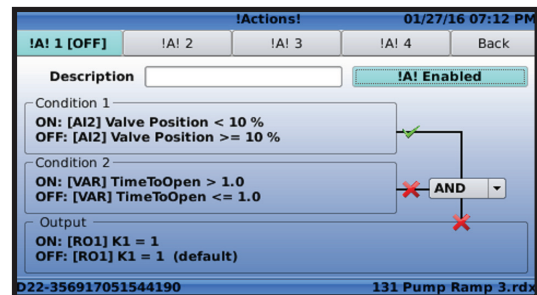 !Actions! 01/27/16 07:12 PM
!A! 1 [OFF] !A! 2 !A! 3 !A! 4 Back
Description !A! Enabled
Condition 1
ON: [AI2] Valve Position < 10 %
OFF: [AI2] Valve Position >= 10 %
Condition 2
ON: [VAR] TimeToOpen > 1.0
OFF: [VAR] TimeToOpen <= 1.0
AND
Output
ON: [RO1] K1 = 1
OFF: [RO1] K1 = 1 (default)
D22-356917051544190 131 Pump Ramp 3.rdx